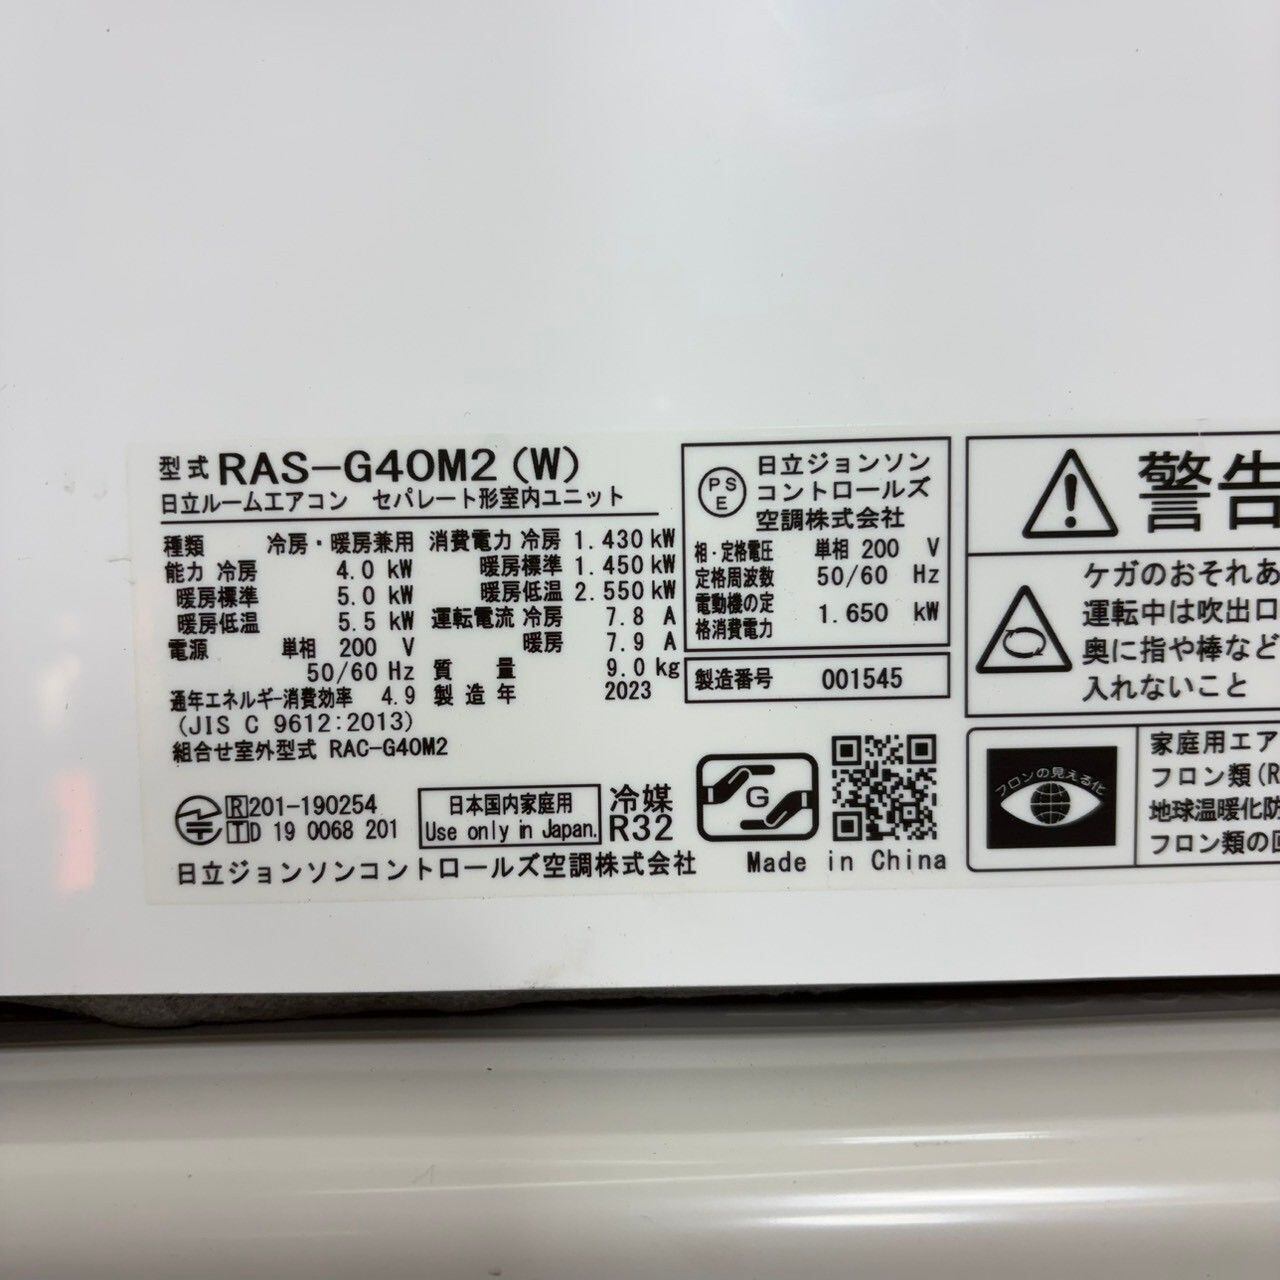 型式 RAS-G40M2(W)
日立ルームエアコン セパレート形室内ユニット
種類 冷房・暖房兼用
能力 冷房 4.0 kW
暖房標準 5.0 kW
暖房低温 5.5 kW
電源 単相 200 V
50/60 Hz
通年エネルギー消費効率 4.9
(JIS C 9612:2013)
組合せ室外型式 RAC-G40M2
消費電力 冷房 1.430 kW
暖房標準 1.450 kW
暖房低温 2.550 kW
運転電流 冷房 7.8 A
暖房 7.9 A
質量 9.0 kg
製造年 2023
R 201-190254
T D 19 0068 201
日本国内家庭用
Use only in Japan.
冷媒
R32
日立ジョンソンコントロールズ空調株式会社
PS
E
日立ジョンソン
コントロールズ
空調株式会社
相・定格電圧 単相 200 V
定格周波数 50/60 Hz
電動機の定
格消費電力 1.650 kW
製造番号 001545
G
Made in China
警告
ケガのおそれあ
運転中は吹出口
奥に指や棒など
入れないこと
フロンの見える化
家庭用エア
フロン類(R
地球温暖化防
フロン類の回